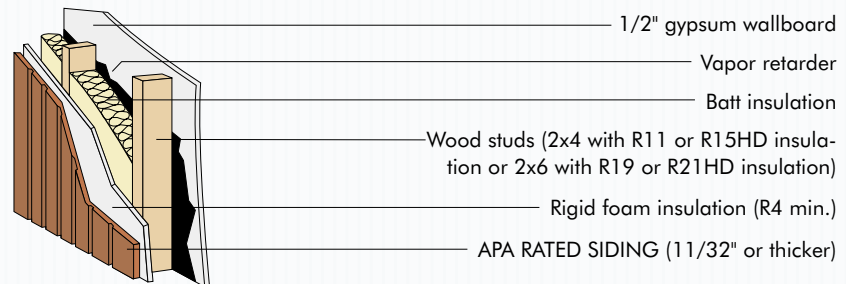 1/2" gypsum wallboard
Vapor retarder
Batt insulation
Wood studs (2x4 with R11 or R15HD insula-
tion or 2x6 with R19 or R21HD insulation)
Rigid foam insulation (R4 min.)
APA RATED SIDING (11/32" or thicker)